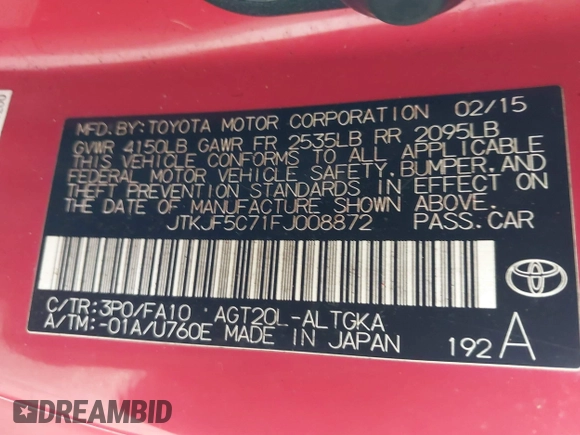 MFD. BY: TOYOTA MOTOR CORPORATION 02/15
GVWR 4150LB GAWR FR 2535LB RR 2095LB
THIS VEHICLE CONFORMS TO ALL APPLICABLE
FEDERAL MOTOR VEHICLE SAFETY, BUMPER, AND
THEFT PREVENTION STANDARDS IN EFFECT ON
THE DATE OF MANUFACTURE SHOWN ABOVE.
JTKJF5C71FJ008872 PASS. CAR
C/TR: 3P0/FA10 AGT20L-ALTGKA
A/TM: -01A/U760E MADE IN JAPAN 192A
DREAMBID